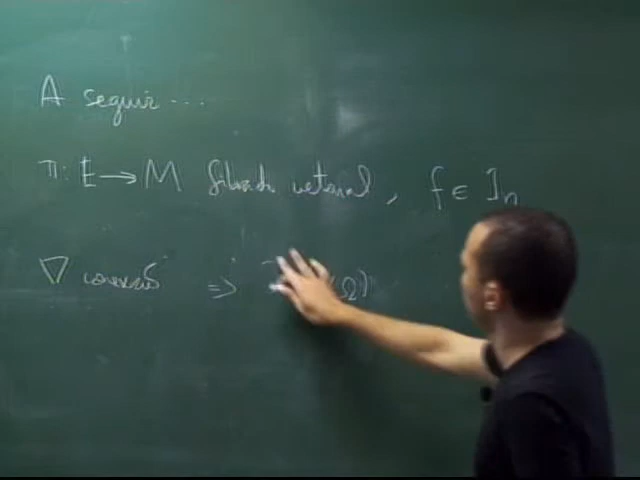 A seguir ...
π: E → M fibrado vetorial, f ∈ I_n
∇ conexão ⇒ Ω)